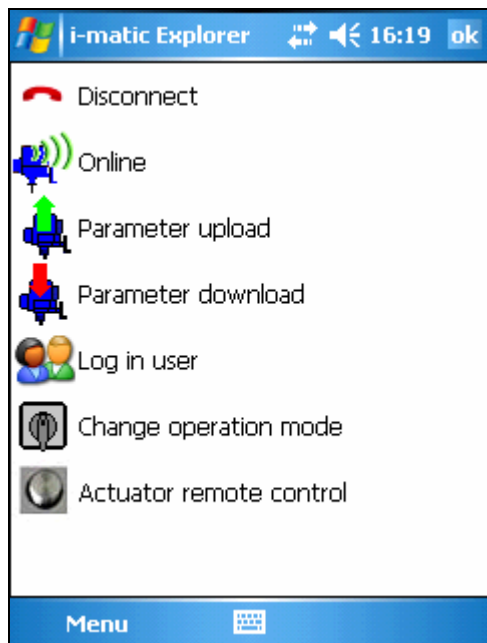 i-matic Explorer 16:19 ok
Disconnect
Online
Parameter upload
Parameter download
Log in user
Change operation mode
Actuator remote control
Menu